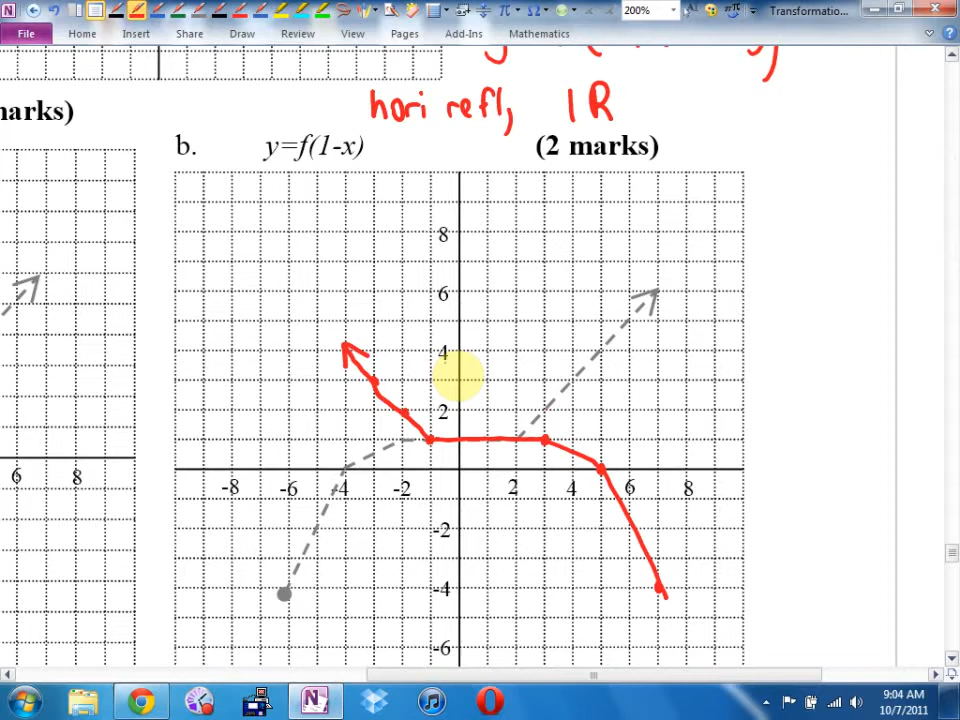 200%
Transformatio...
File Home Insert Share Draw Review View Pages Add-Ins Mathematics
hori refl, 1R
arks)
b. y=f(1-x) (2 marks)
8
6
4
2
-8 -6 -4 -2 2 4 6 8
6 8
-2
-4
-6
9:04 AM
10/7/2011